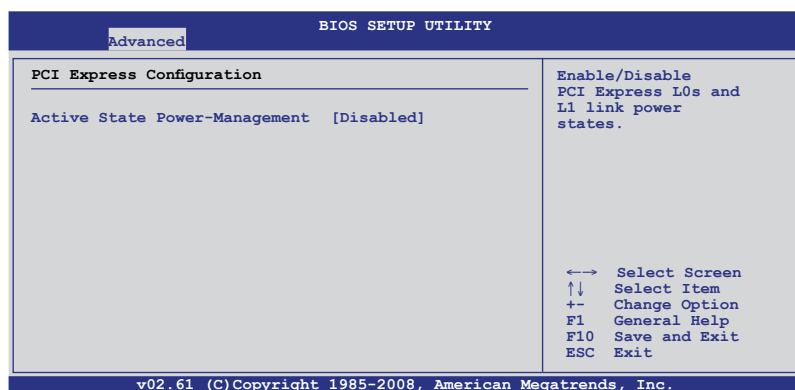 BIOS SETUP UTILITY
Advanced
PCI Express Configuration
Active State Power-Management [Disabled]
Enable/Disable
PCI Express L0s and
L1 link power
states.
←→ Select Screen
↑↓ Select Item
+- Change Option
F1 General Help
F10 Save and Exit
ESC Exit
v02.61 (C)Copyright 1985-2008, American Megatrends, Inc.